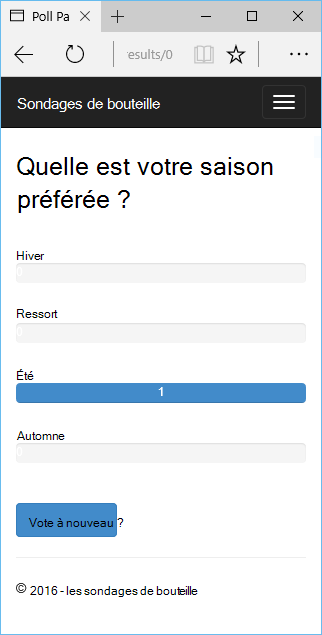 Poll Pa
esults/0
Sondages de bouteille
Quelle est votre saison
préférée ?
Hiver
0
Ressort
0
Été
1
Automne
0
Vote à nouveau ?
© 2016 - les sondages de bouteille